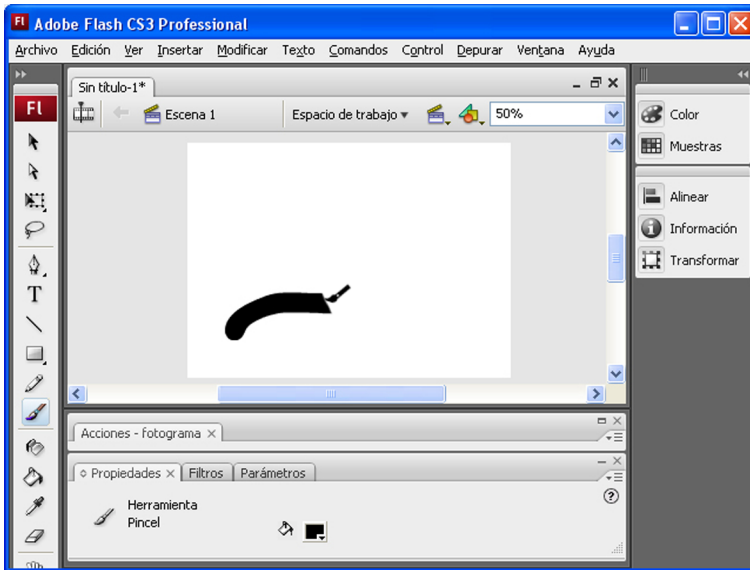 Fl Adobe Flash CS3 Professional
Archivo Edición Ver Insertar Modificar Texto Comandos Control Depurar Ventana Ayuda
Sin título-1*
Fl
Escena 1 Espacio de trabajo 50%
Color
Muestras
Alinear
Información
Transformar
T
Acciones - fotograma
Propiedades Filtros Parámetros
Herramienta
Pincel